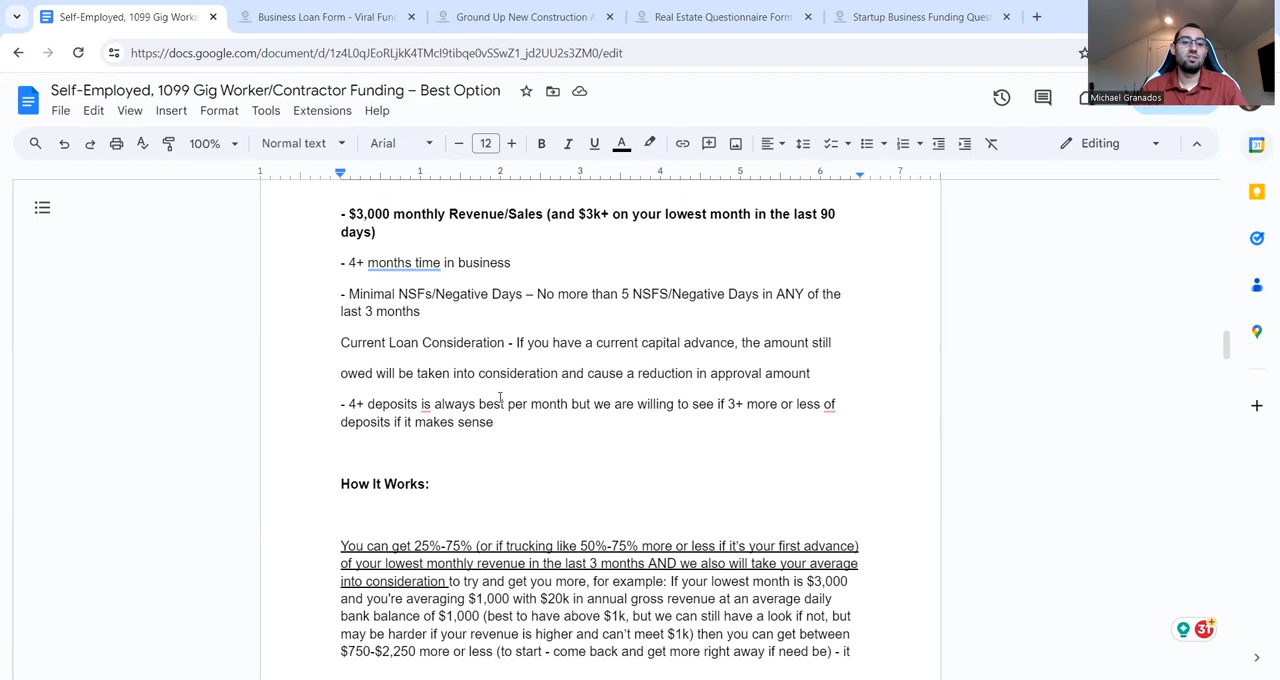 Self-Employed, 1099 Gig Worke
Business Loan Form - Viral Fun
Ground Up New Construction A
Real Estate Questionnaire Form
Startup Business Funding Ques
https://docs.google.com/document/d/1z4L0qJEoRLjkK4TMcI9tibqe0vS1wZ1_jd2UU2s3ZM0/edit
Michael Granados
Self-Employed, 1099 Gig Worker/Contractor Funding – Best Option
File Edit View Insert Format Tools Extensions Help
100% Normal text Arial 12 B I U A Editing
1 1 2 3 4 5 6 7
- $3,000 monthly Revenue/Sales (and $3k+ on your lowest month in the last 90
days)
- 4+ months time in business
- Minimal NSFs/Negative Days – No more than 5 NSFS/Negative Days in ANY of the
last 3 months
Current Loan Consideration - If you have a current capital advance, the amount still
owed will be taken into consideration and cause a reduction in approval amount
- 4+ deposits is always best per month but we are willing to see if 3+ more or less of
deposits if it makes sense
How It Works:
You can get 25%-75% (or if trucking like 50%-75% more or less if it's your first advance)
of your lowest monthly revenue in the last 3 months AND we also will take your average
into consideration to try and get you more, for example: If your lowest month is $3,000
and you're averaging $1,000 with $20k in annual gross revenue at an average daily
bank balance of $1,000 (best to have above $1k, but we can still have a look if not, but
may be harder if your revenue is higher and can't meet $1k) then you can get between
$750-$2,250 more or less (to start - come back and get more right away if need be) - it
31